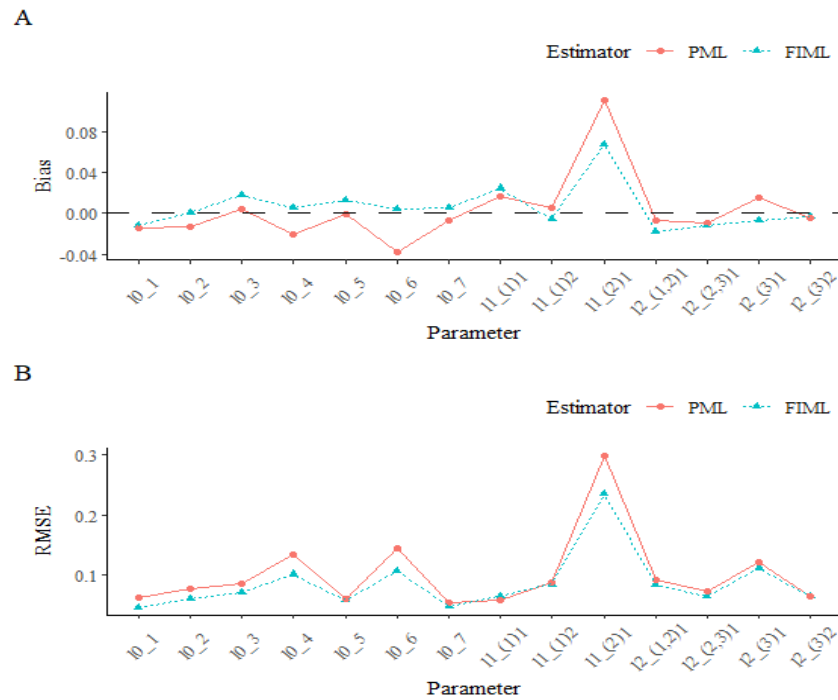 A
Estimator PML FIML
Bias
0.08
0.04
0.00
-0.04
l0_1 l0_2 l0_3 l0_4 l0_5 l0_6 l0_7 l1_(1)1 l1_(1)2 l1_(2)1 l2_(1,2)1 l2_(2,3)1 l2_(3)1 l2_(3)2
Parameter
B
Estimator PML FIML
RMSE
0.3
0.2
0.1
l0_1 l0_2 l0_3 l0_4 l0_5 l0_6 l0_7 l1_(1)1 l1_(1)2 l1_(2)1 l2_(1,2)1 l2_(2,3)1 l2_(3)1 l2_(3)2
Parameter